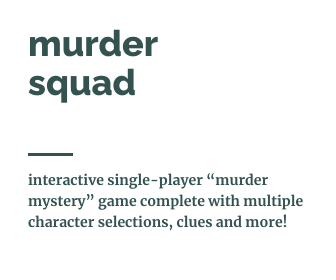 murder
squad
interactive single-player “murder
mystery” game complete with multiple
character selections, clues and more!